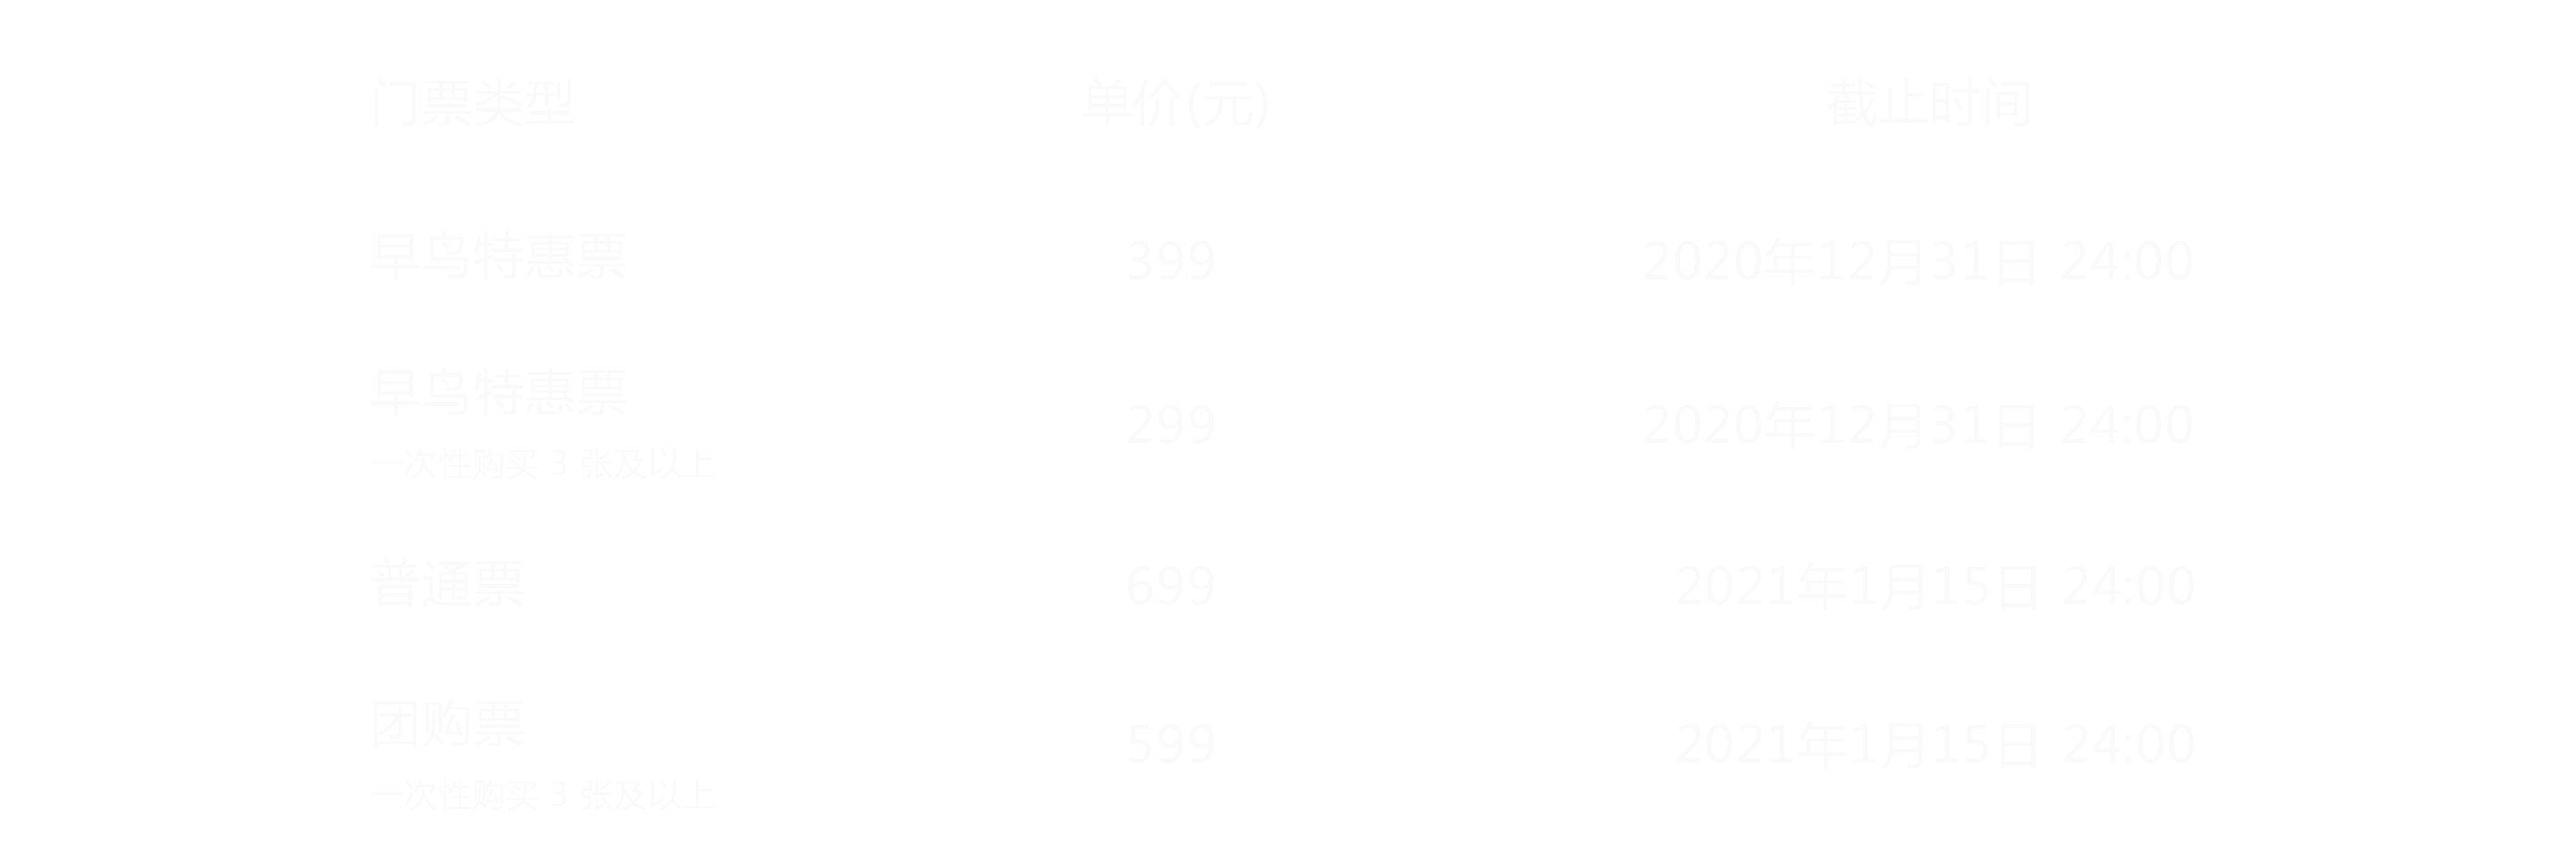 门票类型 单价(元) 截止时间
早鸟特惠票 399 2020年12月31日 24:00
早鸟特惠票
299 2020年12月31日 24:00
一次性购买 3 张及以上
普通票 699 2021年1月15日 24:00
团购票
599 2021年1月15日 24:00
一次性购买 3 张及以上